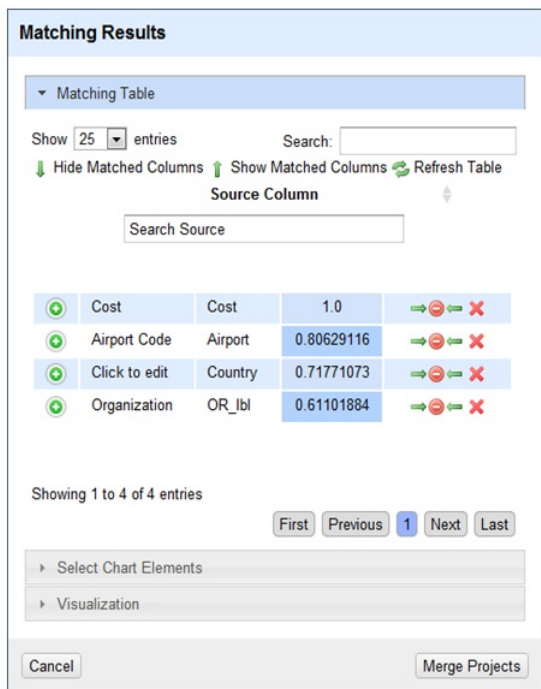 Matching Results
Matching Table
Show 25 entries Search:
Hide Matched Columns Show Matched Columns Refresh Table
Source Column
Search Source
Cost Cost 1.0
Airport Code Airport 0.80629116
Click to edit Country 0.71771073
Organization OR_lbl 0.61101884
Showing 1 to 4 of 4 entries
First Previous 1 Next Last
Select Chart Elements
Visualization
Cancel Merge Projects